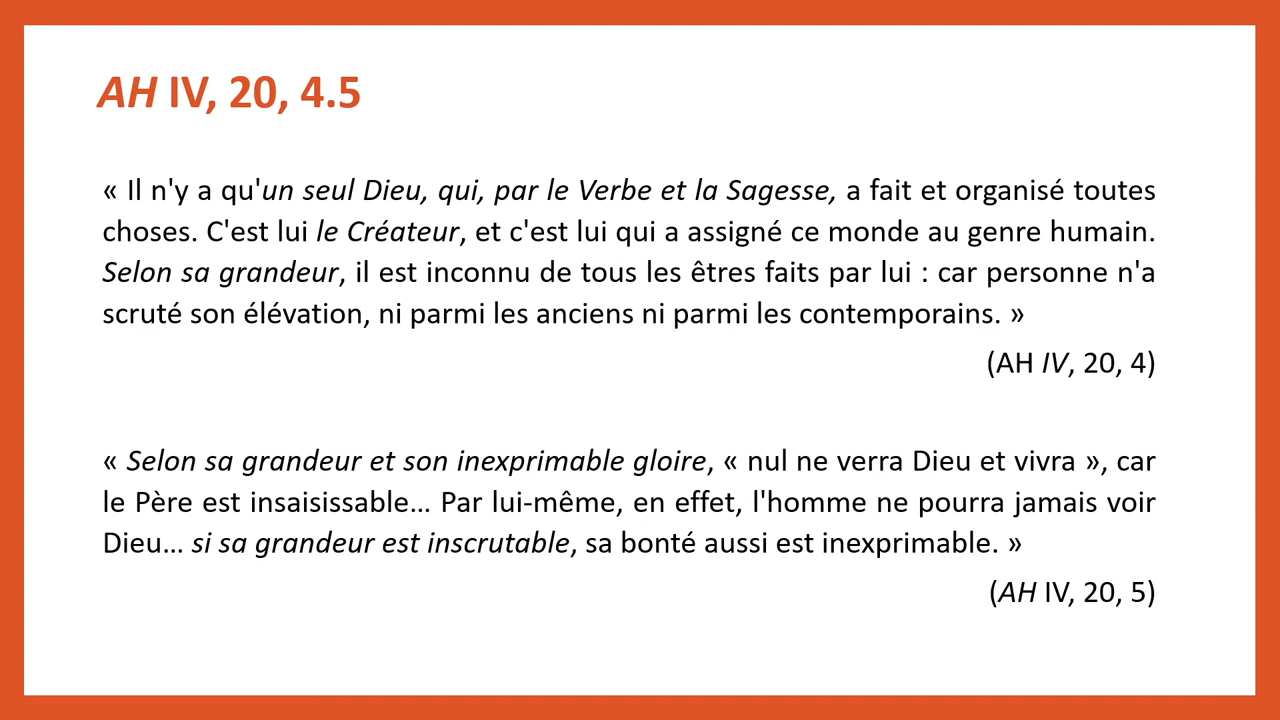 AH IV, 20, 4.5
« Il n'y a qu'un seul Dieu, qui, par le Verbe et la Sagesse, a fait et organisé toutes
choses. C'est lui le Créateur, et c'est lui qui a assigné ce monde au genre humain.
Selon sa grandeur, il est inconnu de tous les êtres faits par lui : car personne n'a
scruté son élévation, ni parmi les anciens ni parmi les contemporains. »
(AH IV, 20, 4)
« Selon sa grandeur et son inexprimable gloire, « nul ne verra Dieu et vivra », car
le Père est insaisissable… Par lui-même, en effet, l'homme ne pourra jamais voir
Dieu… si sa grandeur est inscrutable, sa bonté aussi est inexprimable. »
(AH IV, 20, 5)